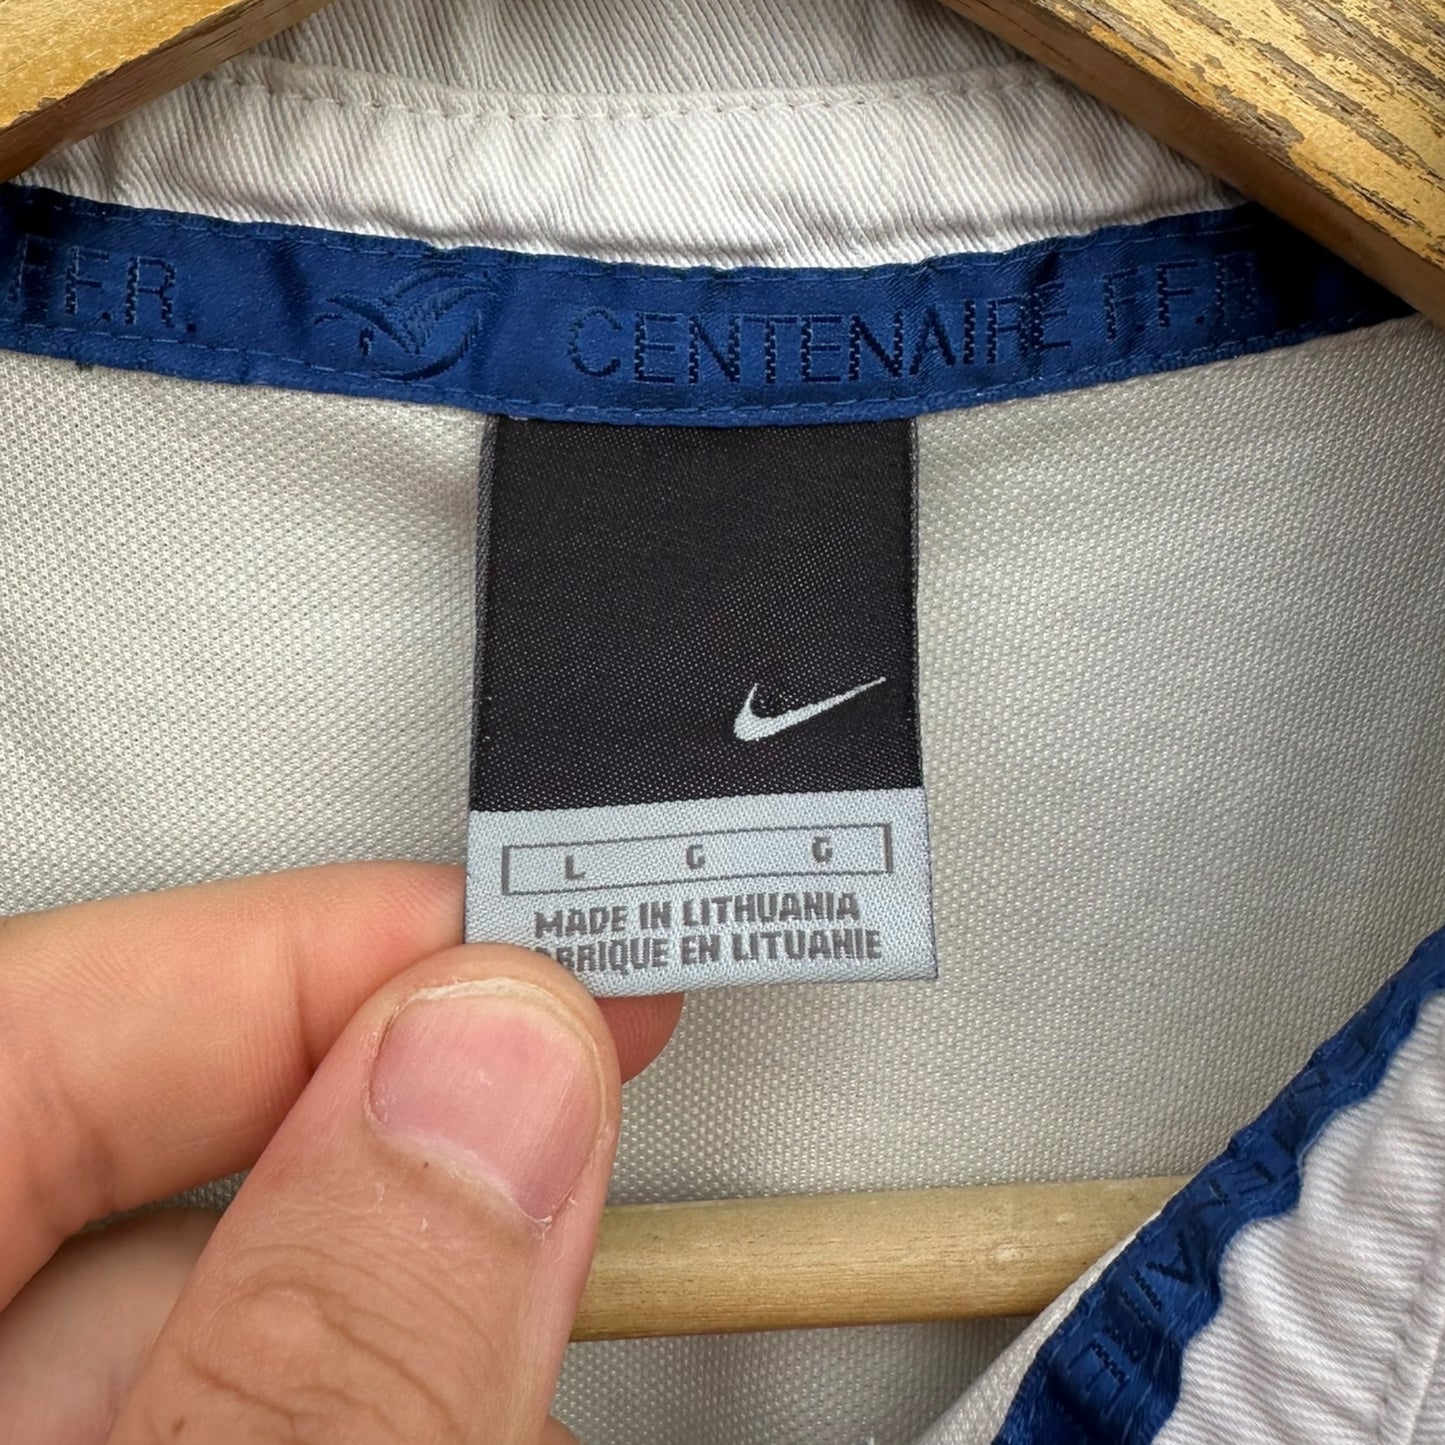 F.F.R. CENTENAIRE F.F.R
L G G
MADE IN LITHUANIA
FABRIQUE EN LITUANIE